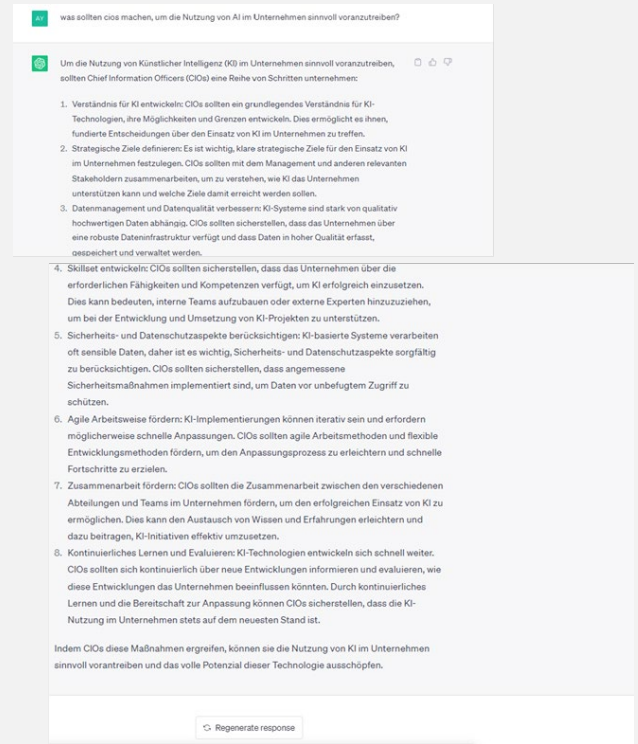 AY was sollten cios machen, um die Nutzung von AI im Unternehmen sinnvoll voranzutreiben?
Um die Nutzung von Künstlicher Intelligenz (KI) im Unternehmen sinnvoll voranzutreiben,
sollten Chief Information Officers (CIOs) eine Reihe von Schritten unternehmen:
1. Verständnis für KI entwickeln: CIOs sollten ein grundlegendes Verständnis für KI-
Technologien, ihre Möglichkeiten und Grenzen entwickeln. Dies ermöglicht es ihnen,
fundierte Entscheidungen über den Einsatz von KI im Unternehmen zu treffen.
2. Strategische Ziele definieren: Es ist wichtig, klare strategische Ziele für den Einsatz von KI
im Unternehmen festzulegen. CIOs sollten mit dem Management und anderen relevanten
Stakeholdern zusammenarbeiten, um zu verstehen, wie KI das Unternehmen
unterstützen kann und welche Ziele damit erreicht werden sollen.
3. Datenmanagement und Datenqualität verbessern: KI-Systeme sind stark von qualitativ
hochwertigen Daten abhängig. CIOs sollten sicherstellen, dass das Unternehmen über
eine robuste Dateninfrastruktur verfügt und dass Daten in hoher Qualität erfasst,
gespeichert und verwaltet werden.
4. Skillset entwickeln: CIOs sollten sicherstellen, dass das Unternehmen über die
erforderlichen Fähigkeiten und Kompetenzen verfügt, um KI erfolgreich einzusetzen.
Dies kann bedeuten, interne Teams aufzubauen oder externe Experten hinzuzuziehen,
um bei der Entwicklung und Umsetzung von KI-Projekten zu unterstützen.
5. Sicherheits- und Datenschutzaspekte berücksichtigen: KI-basierte Systeme verarbeiten
oft sensible Daten, daher ist es wichtig, Sicherheits- und Datenschutzaspekte sorgfältig
zu berücksichtigen. CIOs sollten sicherstellen, dass angemessene
Sicherheitsmaßnahmen implementiert sind, um Daten vor unbefugtem Zugriff zu
schützen.
6. Agile Arbeitsweise fördern: KI-Implementierungen können iterativ sein und erfordern
möglicherweise schnelle Anpassungen. CIOs sollten agile Arbeitsmethoden und flexible
Entwicklungsmethoden fördern, um den Anpassungsprozess zu erleichtern und schnelle
Fortschritte zu erzielen.
7. Zusammenarbeit fördern: CIOs sollten die Zusammenarbeit zwischen den verschiedenen
Abteilungen und Teams im Unternehmen fördern, um den erfolgreichen Einsatz von KI zu
ermöglichen. Dies kann den Austausch von Wissen und Erfahrungen erleichtern und
dazu beitragen, KI-Initiativen effektiv umzusetzen.
8. Kontinuierliches Lernen und Evaluieren: KI-Technologien entwickeln sich schnell weiter.
CIOs sollten sich kontinuierlich über neue Entwicklungen informieren und evaluieren, wie
diese Entwicklungen das Unternehmen beeinflussen könnten. Durch kontinuierliches
Lernen und die Bereitschaft zur Anpassung können CIOs sicherstellen, dass die KI-
Nutzung im Unternehmen stets auf dem neuesten Stand ist.
Indem CIOs diese Maßnahmen ergreifen, können sie die Nutzung von KI im Unternehmen
sinnvoll vorantreiben und das volle Potenzial dieser Technologie ausschöpfen.
Regenerate response